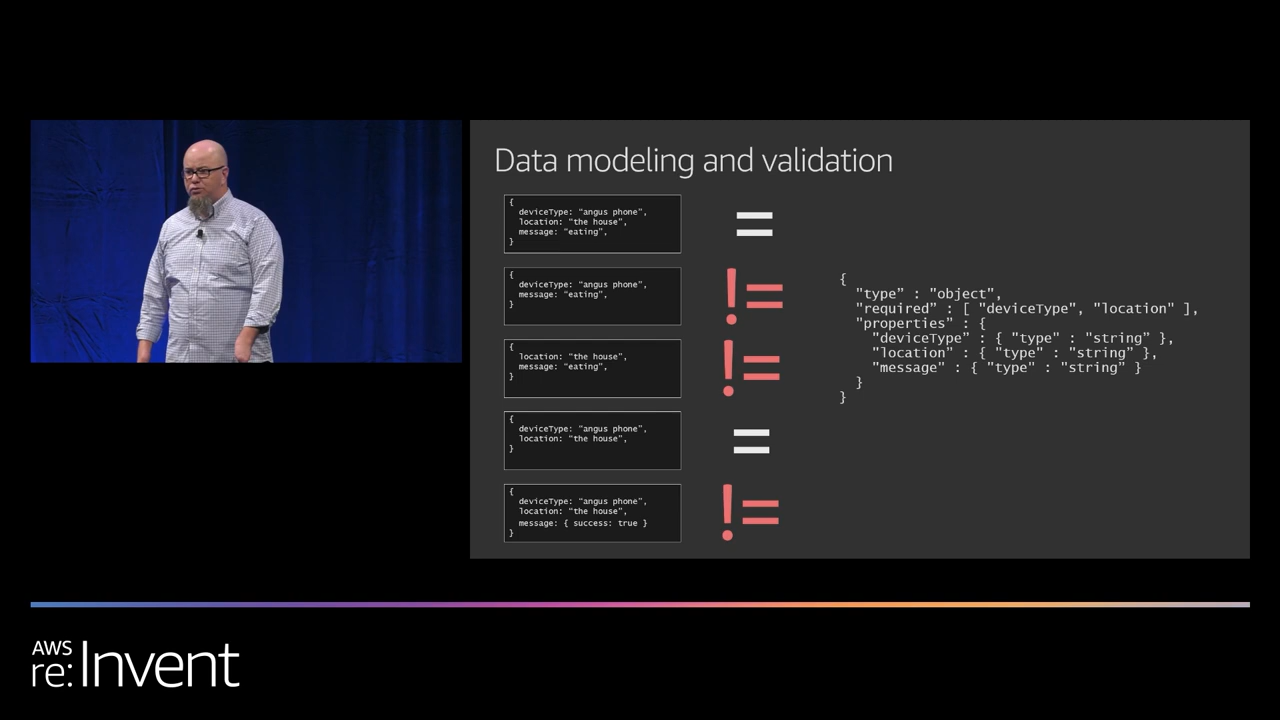 Data modeling and validation
{
deviceType: “angus phone”,
location: “the house”,
message: “eating”,
}
=
{
deviceType: “angus phone”,
message: “eating”,
}
!=
{
location: “the house”,
message: “eating”,
}
!=
{
deviceType: “angus phone”,
location: “the house”,
}
=
{
deviceType: “angus phone”,
location: “the house”,
message: { success: true }
}
!=
{
"type" : "object",
"required" : [ "deviceType", "location" ],
"properties" : {
"deviceType" : { "type" : "string" },
"location" : { "type" : "string" },
"message" : { "type" : "string" }
}
}
AWS
re:Invent